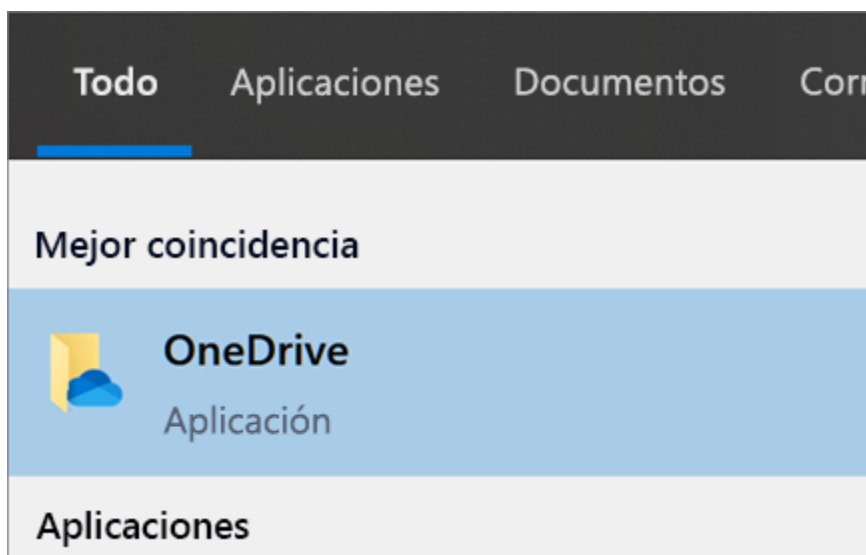 Todo Aplicaciones Documentos
Mejor coincidencia
OneDrive
Aplicación
Aplicaciones